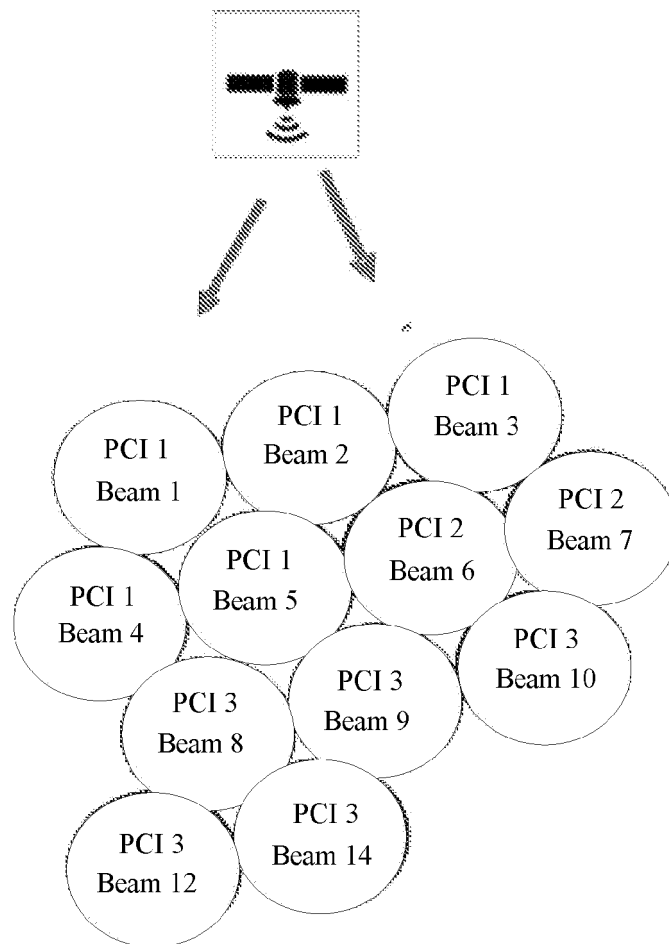 PCI 1
Beam 3
PCI 1
Beam 2
PCI 1
Beam 1
PCI 2
Beam 7
PCI 2
Beam 6
PCI 1
Beam 5
PCI 1
Beam 4
PCI 3
Beam 10
PCI 3
Beam 9
PCI 3
Beam 8
PCI 3
Beam 14
PCI 3
Beam 12